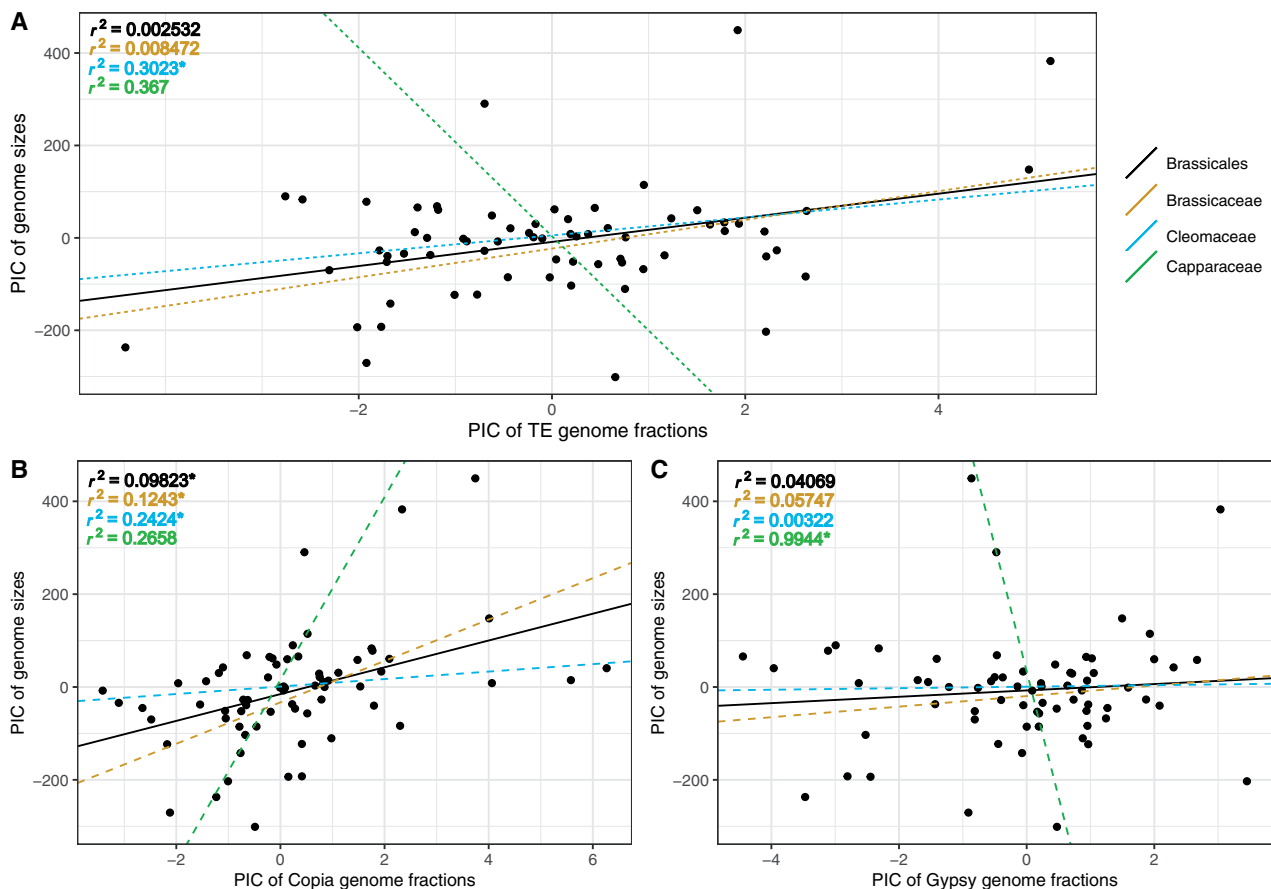 A
r² = 0.002532
r² = 0.008472
r² = 0.3023*
r² = 0.367
PIC of genome sizes
400
200
0
−200
−2
0
2
4
PIC of TE genome fractions
Brassicales
Brassicaceae
Cleomaceae
Capparaceae
B
r² = 0.09823*
r² = 0.1243*
r² = 0.2424*
r² = 0.2658
PIC of genome sizes
400
200
0
−200
−2
0
2
4
6
PIC of Copia genome fractions
C
r² = 0.04069
r² = 0.05747
r² = 0.00322
r² = 0.9944*
PIC of genome sizes
400
200
0
−200
−4
−2
0
2
PIC of Gypsy genome fractions